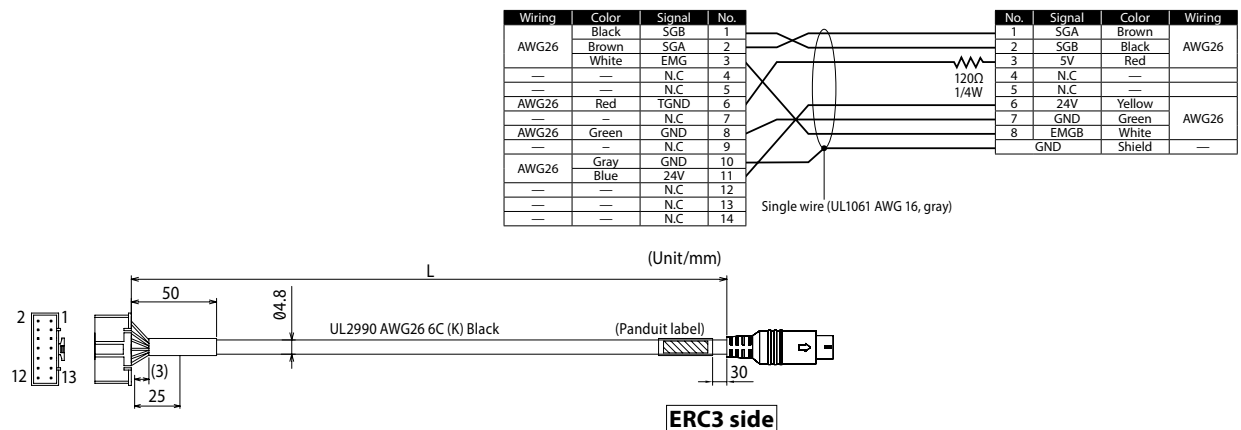 Wiring Color Signal No.
AWG26 Black SGB 1
Brown SGA 2
White EMG 3
— — N.C 4
— — N.C 5
AWG26 Red TGND 6
— – N.C 7
AWG26 Green GND 8
— – N.C 9
AWG26 Gray GND 10
Blue 24V 11
— — N.C 12
— — N.C 13
— — N.C 14
No. Signal Color Wiring
1 SGA Brown AWG26
2 SGB Black
3 5V Red
4 N.C —
5 N.C —
6 24V Yellow AWG26
7 GND Green
8 EMGB White
GND Shield —
120Ω
1/4W
Single wire (UL1061 AWG 16, gray)
(Unit/mm)
L
50
Ø4.8
2 1
UL2990 AWG26 6C (K) Black
(Panduit label)
12 13
(3)
25
30
ERC3 side